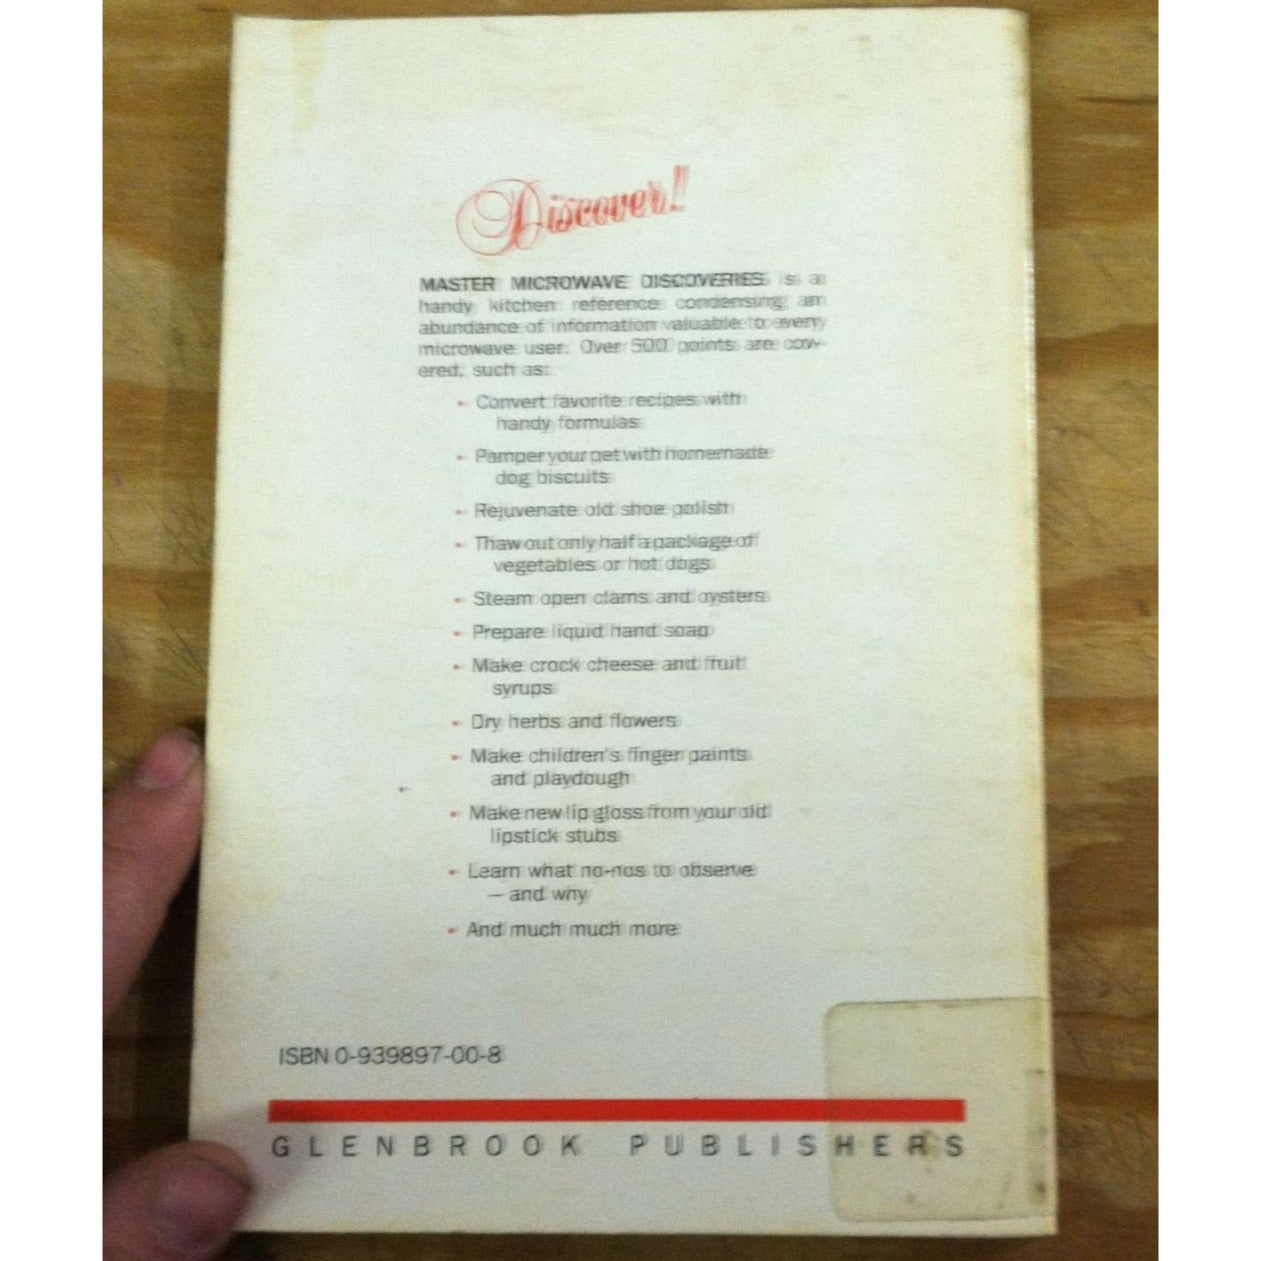 Discover!!
MASTER MICROWAVE DISCOVERIES is a
handy kitchen reference condensing an
abundance of information valuable to every
microwave user. Over 500 points are cov-
ered, such as:
• Convert favorite recipes with
handy formulas
• Pamper your pet with homemade
dog biscuits
• Rejuvenate old shoe polish
• Thaw out only half a package of
vegetables or hot dogs
• Steam open clams and oysters
• Prepare liquid hand soap
• Make crock cheese and fruit
syrups
• Dry herbs and flowers
• Make children's finger paints
and playdough
• Make new lip gloss from your old
lipstick stubs
• Learn what no-nos to observe
— and why
• And much much more
ISBN 0-939897-00-8
GLENBROOK PUBLISHERS